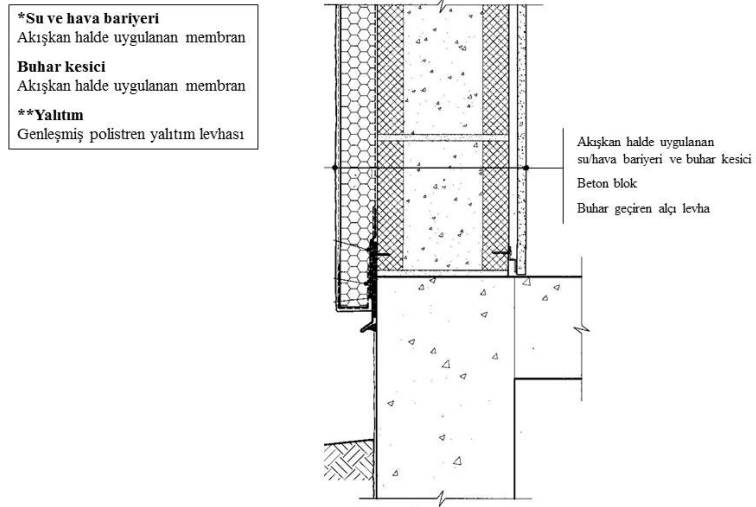 *Su ve hava bariyeri
Akışkan halde uygulanan membran
Buhar kesici
Akışkan halde uygulanan membran
**Yalıtım
Genleşmiş polistren yalıtım levhası
Akışkan halde uygulanan
su/hava bariyeri ve buhar kesici
Beton blok
Buhar geçiren alçı levha